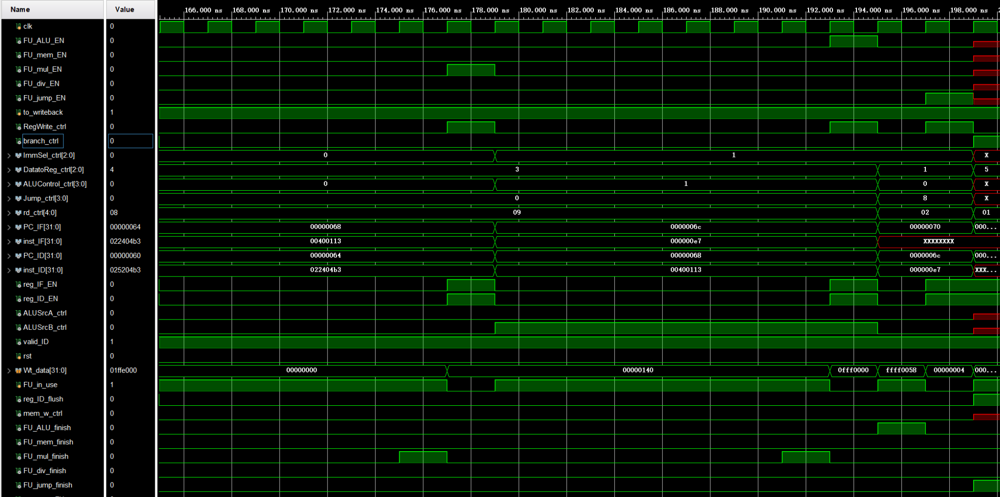 Name Value 166.000 ns 168.000 ns 170.000 ns 172.000 ns 174.000 ns 176.000 ns 178.000 ns 180.000 ns 182.000 ns 184.000 ns 186.000 ns 188.000 ns 190.000 ns 192.000 ns 194.000 ns 196.000 ns 198.000 ns
clk 0
FU_ALU_EN 0
FU_mem_EN 0
FU_mul_EN 0
FU_div_EN 0
FU_jump_EN 0
to_writeback 1
RegWrite_ctrl 0
branch_ctrl 0
ImmSel_ctrl[2:0] 0 0 1 X
DatatoReg_ctrl[2:0] 4 3 1 5
ALUControl_ctrl[3:0] 0 0 1 0 X
Jump_ctrl[3:0] 0 0 8 X
rd_ctrl[4:0] 08 09 02 01
PC_IF[31:0] 00000064 00000068 0000006c 00000070 000...
inst_IF[31:0] 022404b3 00400113 000000e7 XXXXXXXX
PC_ID[31:0] 00000060 00000064 00000068 0000006c 000...
inst_ID[31:0] 025204b3 022404b3 00400113 000000e7 XXX...
reg_IF_EN 0
reg_ID_EN 0
ALUSrcA_ctrl 0
ALUSrcB_ctrl 0
valid_ID 1
rst 0
Wt_data[31:0] 01ffe000 00000000 00000140 0fff0000 ffff0058 00000004 000...
FU_in_use 1
reg_ID_flush 0
mem_w_ctrl 0
FU_ALU_finish 0
FU_mem_finish 0
FU_mul_finish 0
FU_div_finish 0
FU_jump_finish 0